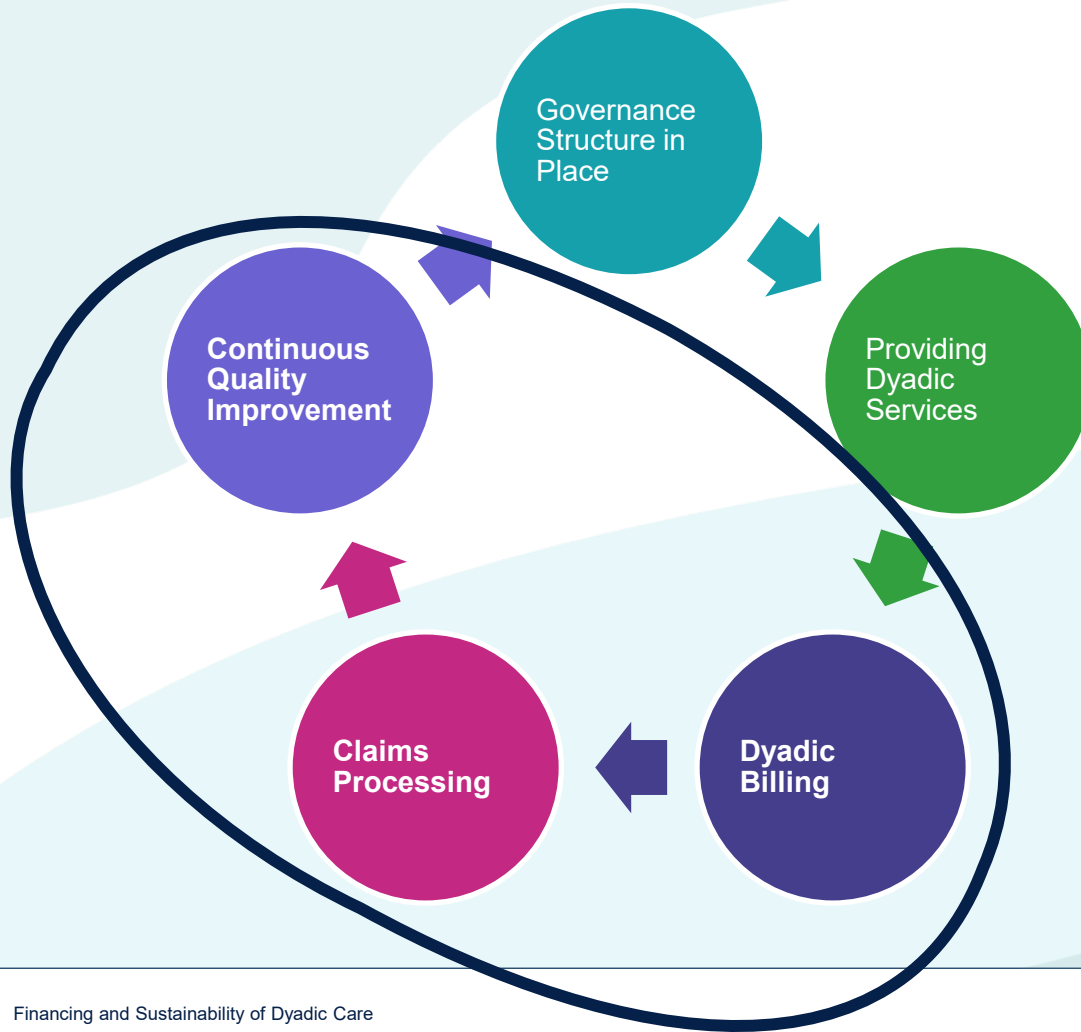 Governance
Structure in
Place
Providing
Dyadic
Services
Dyadic
Billing
Claims
Processing
Continuous
Quality
Improvement
Financing and Sustainability of Dyadic Care